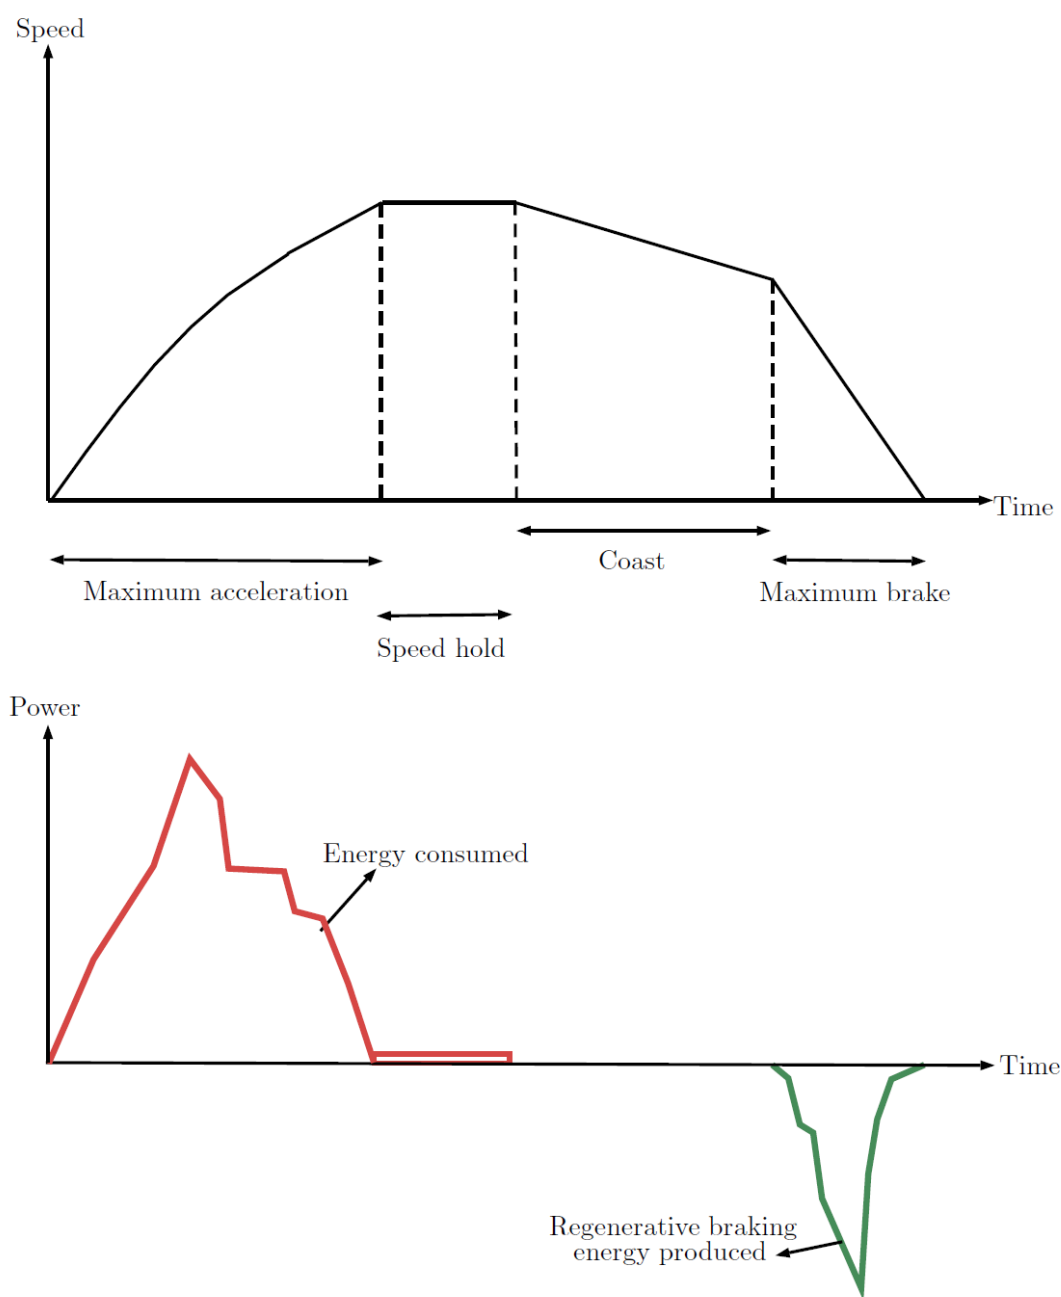 Speed
Time
Coast
Maximum acceleration
Maximum brake
Speed hold
Power
Energy consumed
Time
Regenerative braking
energy produced